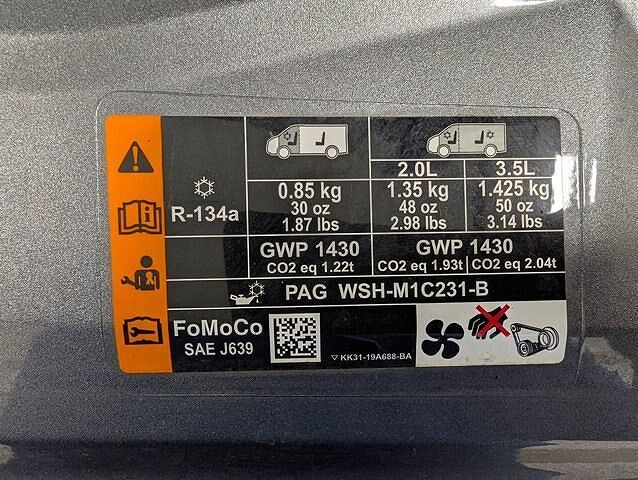 2.0L 3.5L
R-134a
0.85 kg 1.35 kg 1.425 kg
30 oz 48 oz 50 oz
1.87 lbs 2.98 lbs 3.14 lbs
GWP 1430 GWP 1430
CO2 eq 1.22t CO2 eq 1.93t CO2 eq 2.04t
PAG WSH-M1C231-B
FoMoCo
SAE J639
KK31-19A688-BA